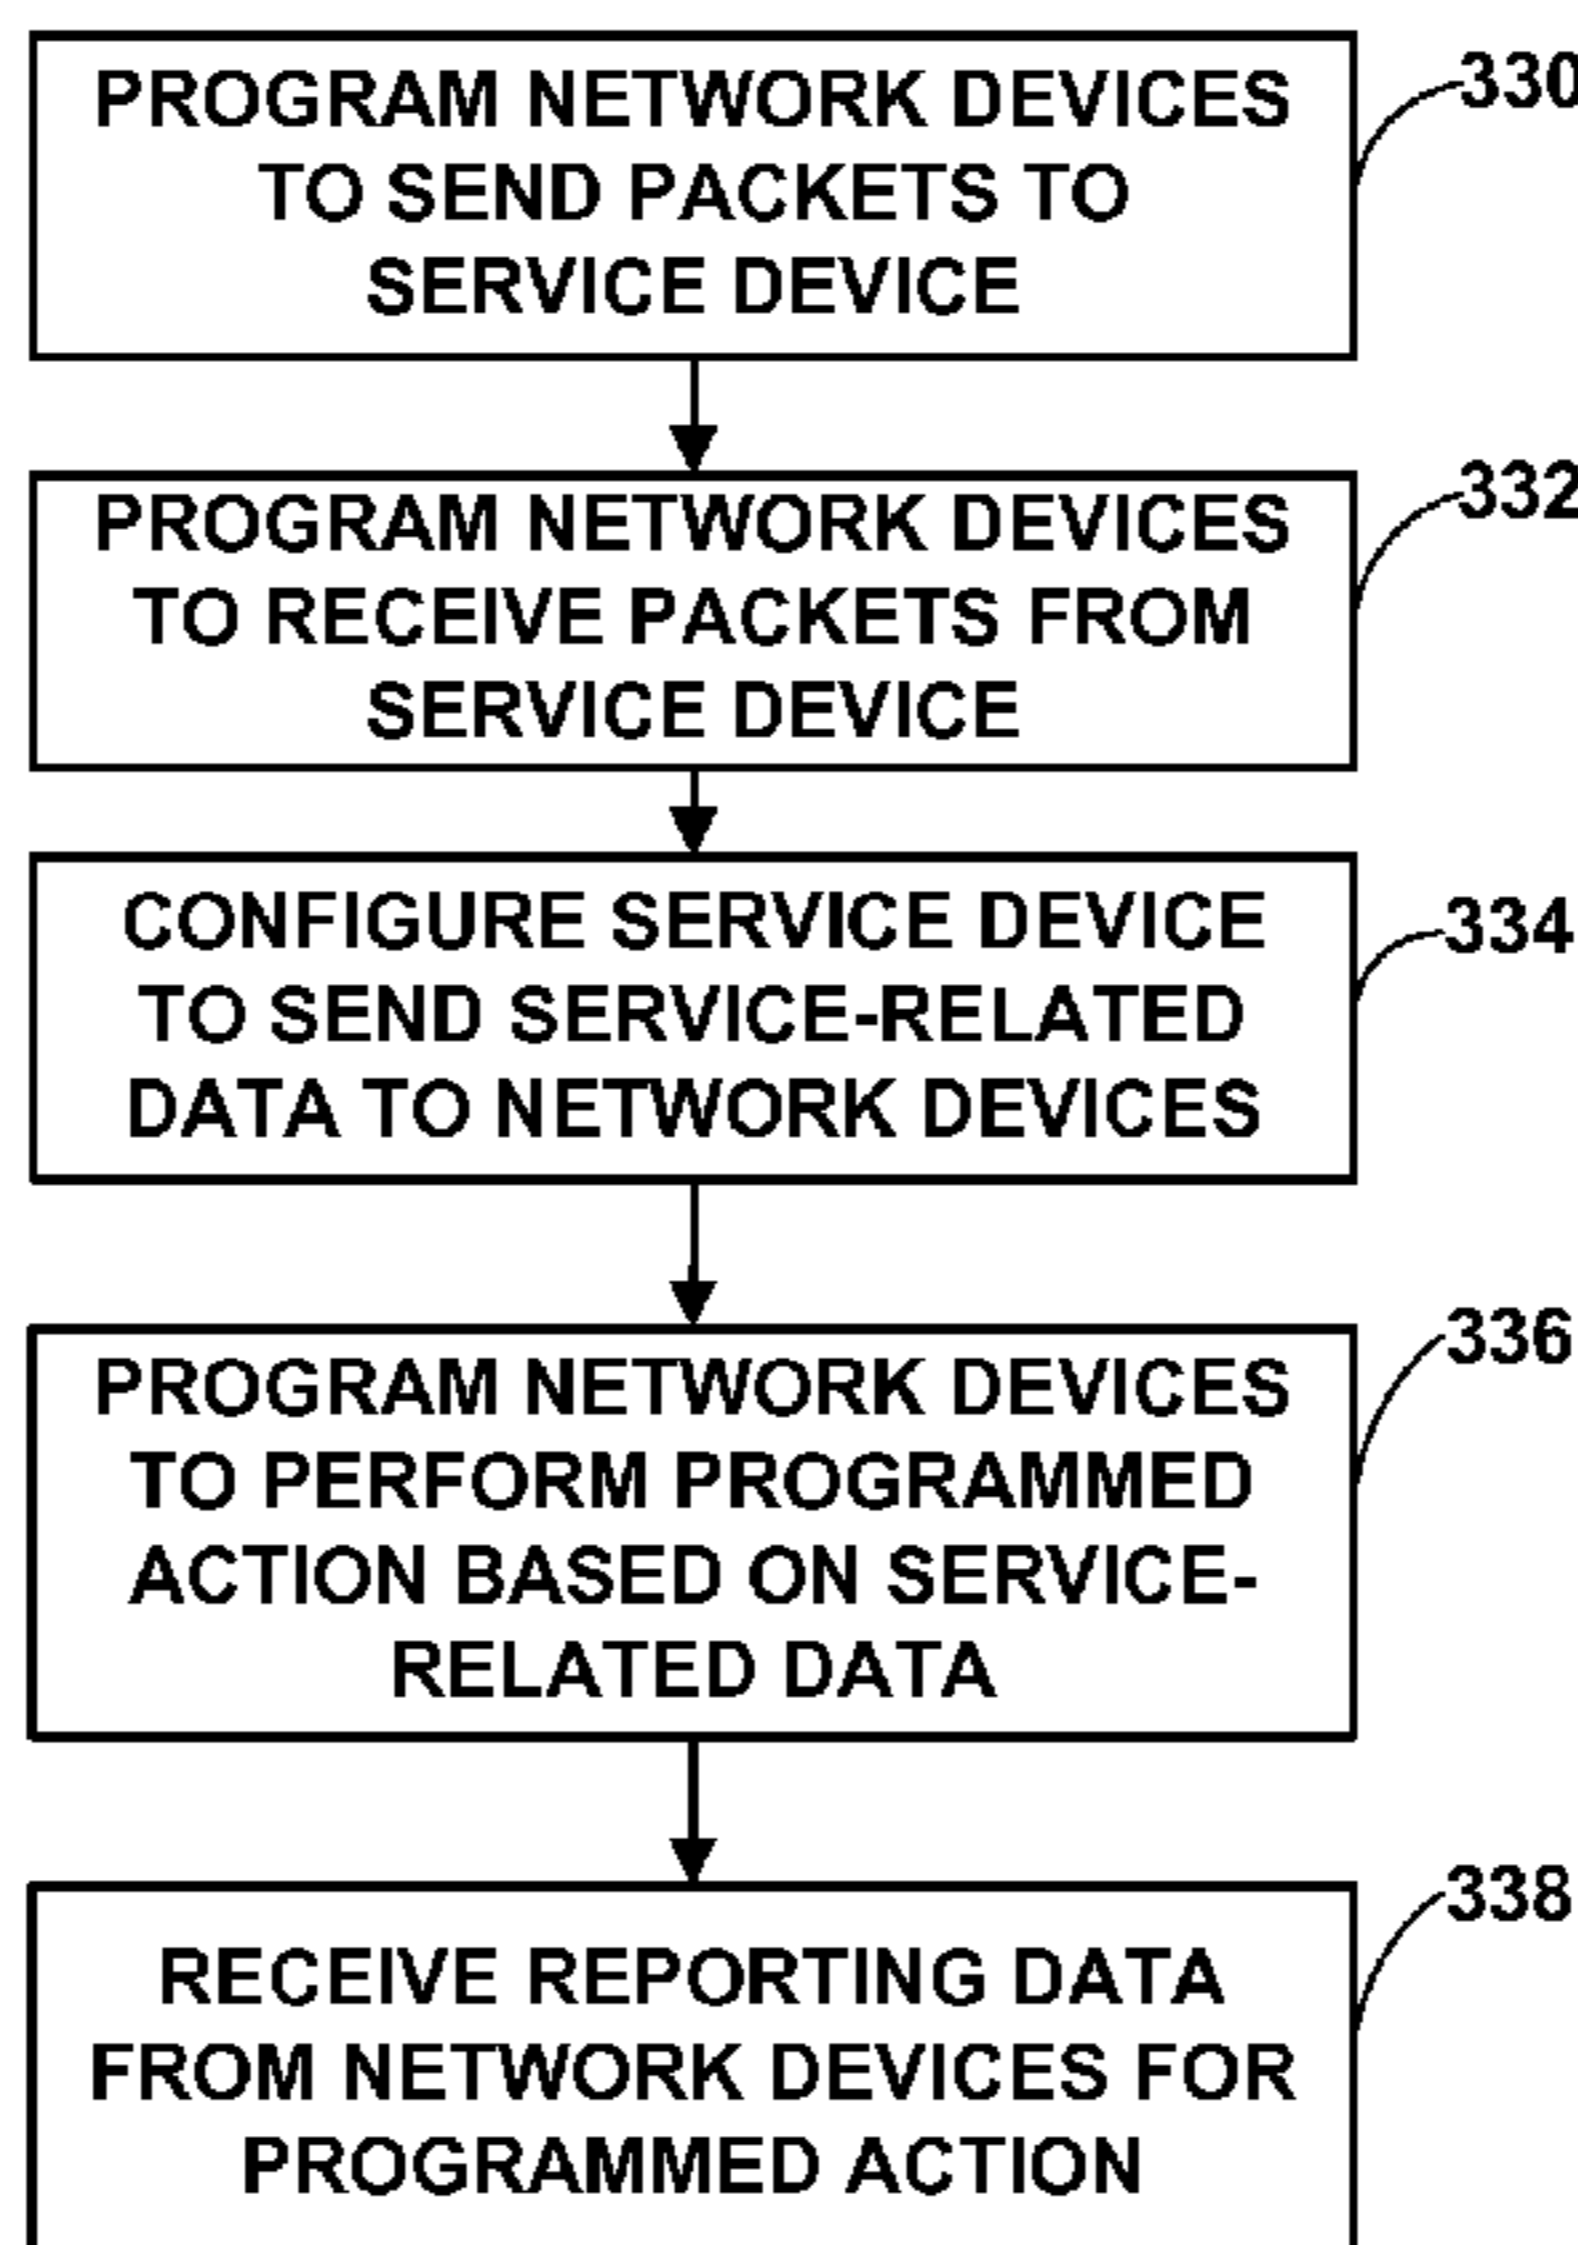 PROGRAM NETWORK DEVICES
TO SEND PACKETS TO
SERVICE DEVICE
330
PROGRAM NETWORK DEVICES
TO RECEIVE PACKETS FROM
SERVICE DEVICE
332
CONFIGURE SERVICE DEVICE
TO SEND SERVICE-RELATED
DATA TO NETWORK DEVICES
334
PROGRAM NETWORK DEVICES
TO PERFORM PROGRAMMED
ACTION BASED ON SERVICE-
RELATED DATA
336
RECEIVE REPORTING DATA
FROM NETWORK DEVICES FOR
PROGRAMMED ACTION
338